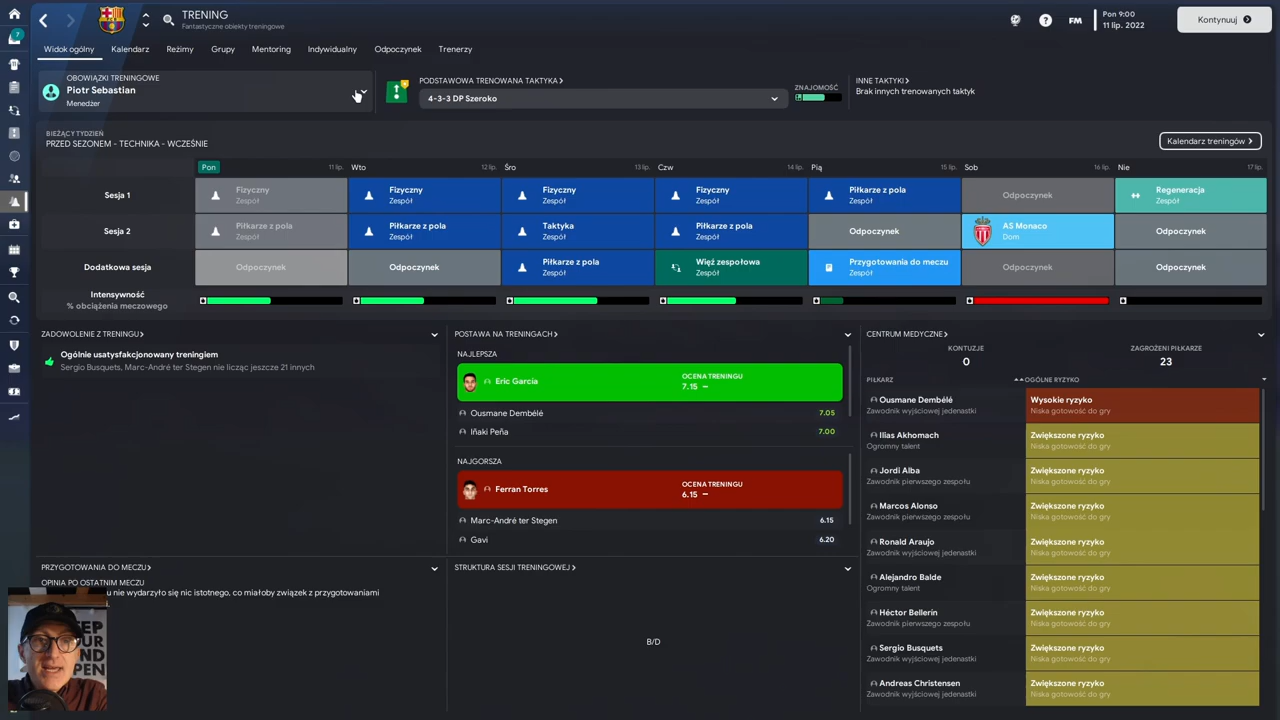 TRENING
Fantastyczne obiekty treningowe
FM
Pon 9:00
11 lip. 2022
Kontynuuj
7
Widok ogólny
Kalendarz
Reżimy
Grupy
Mentoring
Indywidualny
Odpoczynek
Trenerzy
OBOWIĄZKI TRENINGOWE
Piotr Sebastian
Menedżer
PODSTAWOWA TRENOWANA TAKTYKA
4-3-3 DP Szeroko
ZNAJOMOŚĆ
INNE TAKTYKI
Brak innych trenowanych taktyk
BIEŻĄCY TYDZIEŃ
PRZED SEZONEM - TECHNIKA - WCZEŚNIE
Kalendarz treningów
Pon 11 lip. Wto 12 lip. Śro 13 lip. Czw 14 lip. Pią 15 lip. Sob 16 lip. Nie 17 lip.
Sesja 1
Fizyczny
Zespół
Fizyczny
Zespół
Fizyczny
Zespół
Fizyczny
Zespół
Piłkarze z pola
Zespół
Odpoczynek
Regeneracja
Zespół
Sesja 2
Piłkarze z pola
Zespół
Piłkarze z pola
Zespół
Taktyka
Zespół
Piłkarze z pola
Zespół
Odpoczynek
AS Monaco
Dom
Odpoczynek
Dodatkowa sesja
Odpoczynek
Odpoczynek
Piłkarze z pola
Zespół
Więź zespołowa
Zespół
Przygotowania do meczu
Zespół
Odpoczynek
Odpoczynek
Intensywność
% obciążenia meczowego
ZADOWOLENIE Z TRENINGU
Ogólnie usatysfakcjonowany treningiem
Sergio Busquets, Marc-André ter Stegen nie licząc jeszcze 21 innych
POSTAWA NA TRENINGACH
NAJLEPSZA
Eric García
OCENA TRENINGU
7.15 –
Ousmane Dembélé 7.05
Iñaki Peña 7.00
NAJGORSZA
Ferran Torres
OCENA TRENINGU
6.15 –
Marc-André ter Stegen 6.15
Gavi 6.20
CENTRUM MEDYCZNE
KONTUZJE
0
ZAGROŻENI PIŁKARZE
23
PIŁKARZ
OGÓLNE RYZYKO
Ousmane Dembélé
Zawodnik wyjściowej jedenastki
Wysokie ryzyko
Niska gotowość do gry
Ilias Akhomach
Ogromny talent
Zwiększone ryzyko
Niska gotowość do gry
Jordi Alba
Zawodnik pierwszego zespołu
Zwiększone ryzyko
Niska gotowość do gry
Marcos Alonso
Zawodnik pierwszego zespołu
Zwiększone ryzyko
Niska gotowość do gry
Ronald Araujo
Zawodnik wyjściowej jedenastki
Zwiększone ryzyko
Niska gotowość do gry
Alejandro Balde
Ogromny talent
Zwiększone ryzyko
Niska gotowość do gry
Héctor Bellerín
Zawodnik pierwszego zespołu
Zwiększone ryzyko
Niska gotowość do gry
Sergio Busquets
Zawodnik wyjściowej jedenastki
Zwiększone ryzyko
Niska gotowość do gry
Andreas Christensen
Zawodnik wyjściowej jedenastki
Zwiększone ryzyko
Niska gotowość do gry
PRZYGOTOWANIA DO MECZU
OPINIA PO OSTATNIM MECZU
nie wydarzyło się nic istotnego, co miałoby związek z przygotowaniami
STRUKTURA SESJI TRENINGOWEJ
B/D